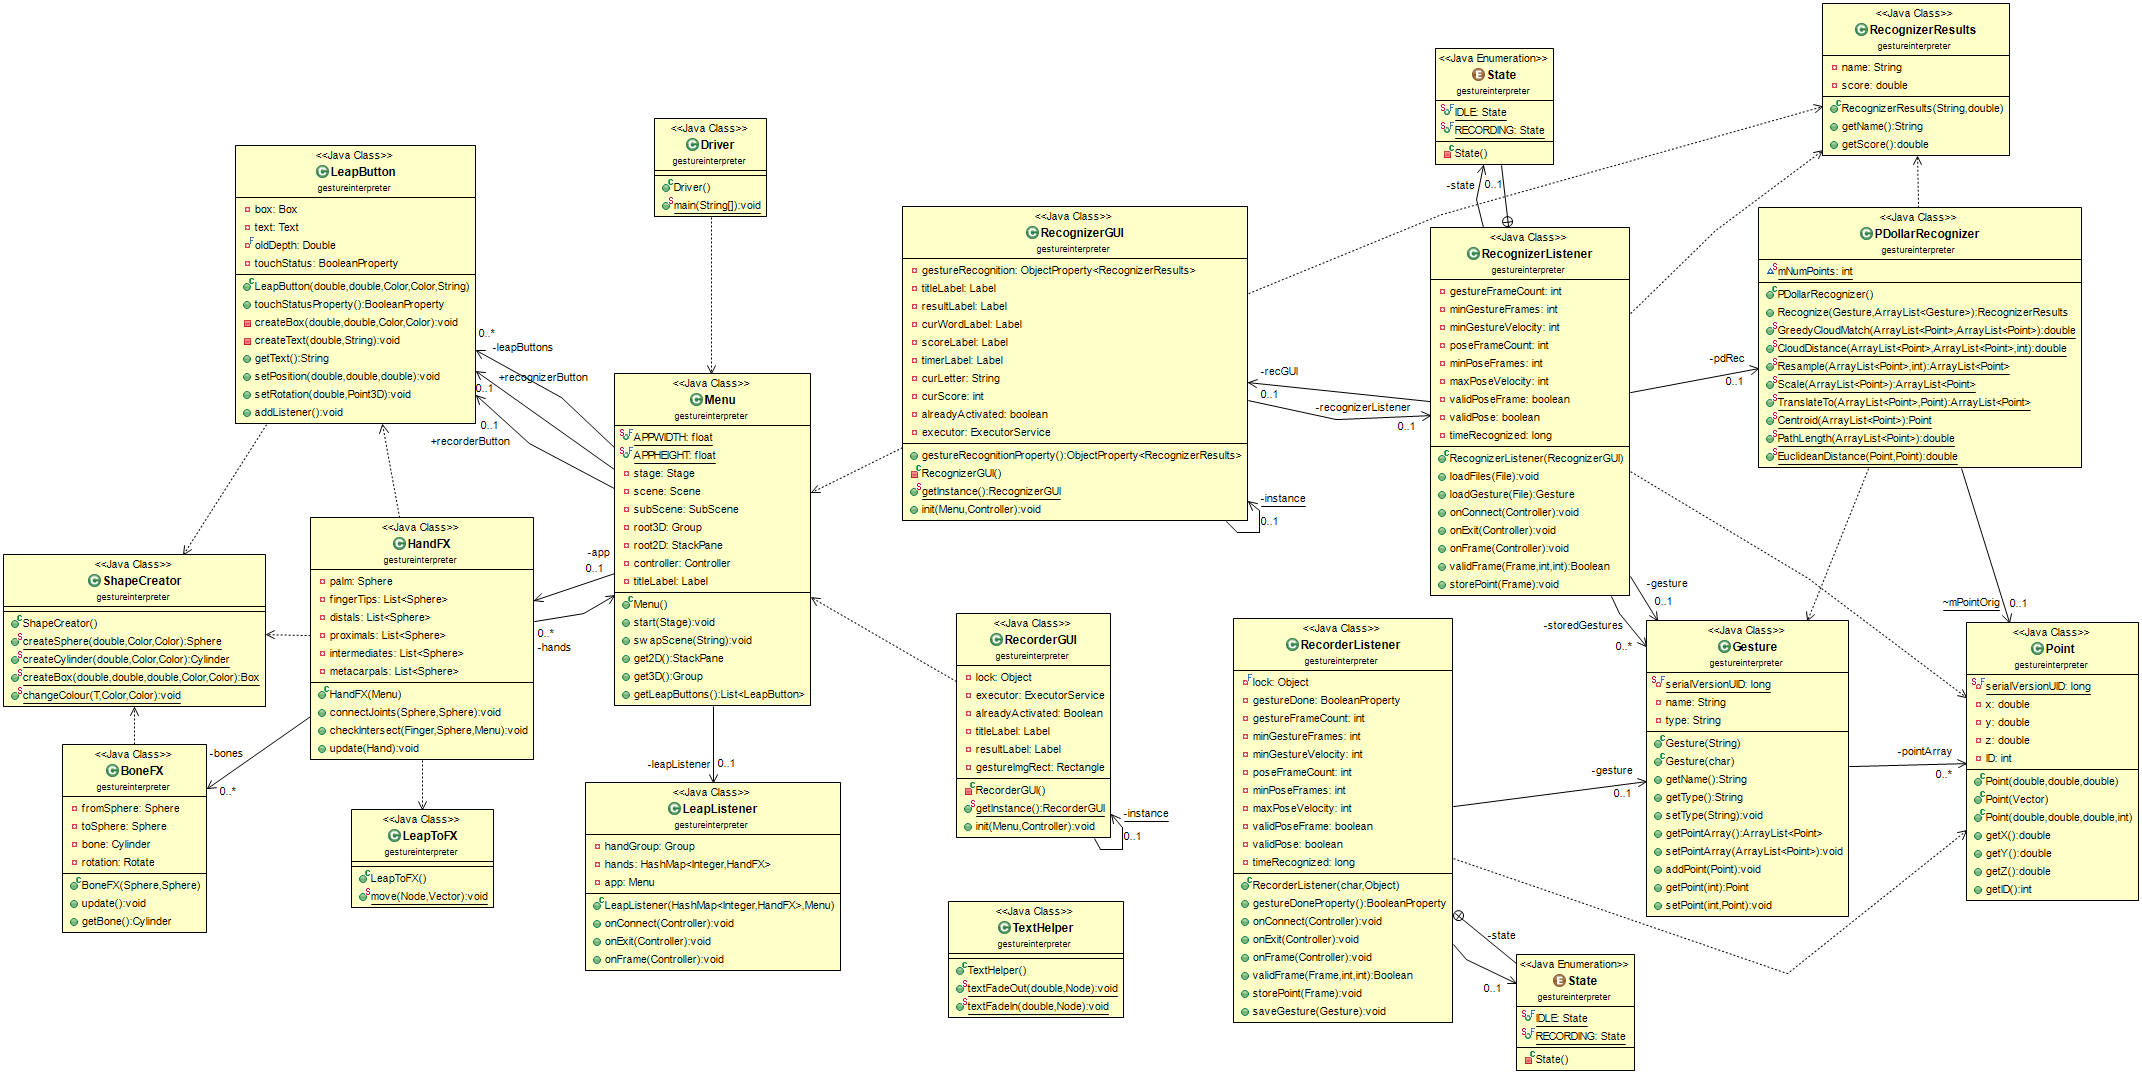 <<Java Class>>
RecognizerResults
gestureinterpreter
name: String
score: double
RecognizerResults(String,double)
getName():String
getScore():double
<<Java Enumeration>>
State
gestureinterpreter
IDLE: State
RECORDING: State
State()
-state
0..1
<<Java Class>>
Driver
gestureinterpreter
Driver()
main(String[]):void
<<Java Class>>
LeapButton
gestureinterpreter
box: Box
text: Text
oldDepth: Double
touchStatus: BooleanProperty
LeapButton(double,double,Color,Color,String)
touchStatusProperty():BooleanProperty
createBox(double,double,Color,Color):void
createText(double,String):void
getText():String
setPosition(double,double,double):void
setRotation(double,Point3D):void
addListener():void
0..*
-leapButtons
+recognizerButton
0..1
0..1
+recorderButton
<<Java Class>>
RecognizerGUI
gestureinterpreter
gestureRecognition: ObjectProperty<RecognizerResults>
titleLabel: Label
resultLabel: Label
curWordLabel: Label
scoreLabel: Label
timerLabel: Label
curLetter: String
curScore: int
alreadyActivated: boolean
executor: ExecutorService
gestureRecognitionProperty():ObjectProperty<RecognizerResults>
RecognizerGUI()
getInstance():RecognizerGUI
init(Menu,Controller):void
-instance
0..1
-recGUI
0..1
-recognizerListener
0..1
<<Java Class>>
RecognizerListener
gestureinterpreter
gestureFrameCount: int
minGestureFrames: int
minGestureVelocity: int
poseFrameCount: int
minPoseFrames: int
maxPoseVelocity: int
validPoseFrame: boolean
validPose: boolean
timeRecognized: long
RecognizerListener(RecognizerGUI)
loadFiles(File):void
loadGesture(File):Gesture
onConnect(Controller):void
onExit(Controller):void
onFrame(Controller):void
validFrame(Frame,int,int):Boolean
storePoint(Frame):void
-pdRec
0..1
<<Java Class>>
PDollarRecognizer
gestureinterpreter
mNumPoints: int
PDollarRecognizer()
Recognize(Gesture,ArrayList<Gesture>):RecognizerResults
GreedyCloudMatch(ArrayList<Point>,ArrayList<Point>):double
CloudDistance(ArrayList<Point>,ArrayList<Point>,int):double
Resample(ArrayList<Point>,int):ArrayList<Point>
Scale(ArrayList<Point>):ArrayList<Point>
TranslateTo(ArrayList<Point>,Point):ArrayList<Point>
Centroid(ArrayList<Point>):Point
PathLength(ArrayList<Point>):double
EuclideanDistance(Point,Point):double
-gesture
0..1
-storedGestures
0..*
~mPointOrig
0..1
<<Java Class>>
Menu
gestureinterpreter
APPWIDTH: float
APPHEIGHT: float
stage: Stage
scene: Scene
subScene: SubScene
root3D: Group
root2D: StackPane
controller: Controller
titleLabel: Label
Menu()
start(Stage):void
swapScene(String):void
get2D():StackPane
get3D():Group
getLeapButtons():List<LeapButton>
-app
0..1
0..*
-hands
<<Java Class>>
HandFX
gestureinterpreter
palm: Sphere
fingerTips: List<Sphere>
distals: List<Sphere>
proximals: List<Sphere>
intermediates: List<Sphere>
metacarpals: List<Sphere>
HandFX(Menu)
connectJoints(Sphere,Sphere):void
checkIntersect(Finger,Sphere,Menu):void
update(Hand):void
<<Java Class>>
ShapeCreator
gestureinterpreter
ShapeCreator()
createSphere(double,Color,Color):Sphere
createCylinder(double,Color,Color):Cylinder
createBox(double,double,double,Color,Color):Box
changeColour(T,Color,Color):void
-bones
0..*
<<Java Class>>
BoneFX
gestureinterpreter
fromSphere: Sphere
toSphere: Sphere
bone: Cylinder
rotation: Rotate
BoneFX(Sphere,Sphere)
update():void
getBone():Cylinder
<<Java Class>>
LeapToFX
gestureinterpreter
LeapToFX()
move(Node,Vector):void
-leapListener
0..1
<<Java Class>>
LeapListener
gestureinterpreter
handGroup: Group
hands: HashMap<Integer,HandFX>
app: Menu
LeapListener(HashMap<Integer,HandFX>,Menu)
onConnect(Controller):void
onExit(Controller):void
onFrame(Controller):void
<<Java Class>>
RecorderGUI
gestureinterpreter
lock: Object
executor: ExecutorService
alreadyActivated: Boolean
titleLabel: Label
resultLabel: Label
gestureImgRect: Rectangle
RecorderGUI()
getInstance():RecorderGUI
init(Menu,Controller):void
-instance
0..1
<<Java Class>>
TextHelper
gestureinterpreter
TextHelper()
textFadeOut(double,Node):void
textFadeIn(double,Node):void
<<Java Class>>
RecorderListener
gestureinterpreter
lock: Object
gestureDone: BooleanProperty
gestureFrameCount: int
minGestureFrames: int
minGestureVelocity: int
poseFrameCount: int
minPoseFrames: int
maxPoseVelocity: int
validPoseFrame: boolean
validPose: boolean
timeRecognized: long
RecorderListener(char,Object)
gestureDoneProperty():BooleanProperty
onConnect(Controller):void
onExit(Controller):void
onFrame(Controller):void
validFrame(Frame,int,int):Boolean
storePoint(Frame):void
saveGesture(Gesture):void
-gesture
0..1
-state
0..1
<<Java Enumeration>>
State
gestureinterpreter
IDLE: State
RECORDING: State
State()
<<Java Class>>
Gesture
gestureinterpreter
serialVersionUID: long
name: String
type: String
Gesture(String)
Gesture(char)
getName():String
getType():String
setType(String):void
getPointArray():ArrayList<Point>
setPointArray(ArrayList<Point>):void
addPoint(Point):void
getPoint(int):Point
setPoint(int,Point):void
-pointArray
0..*
<<Java Class>>
Point
gestureinterpreter
serialVersionUID: long
x: double
y: double
z: double
ID: int
Point(double,double,double)
Point(Vector)
Point(double,double,double,int)
getX():double
getY():double
getZ():double
getID():int